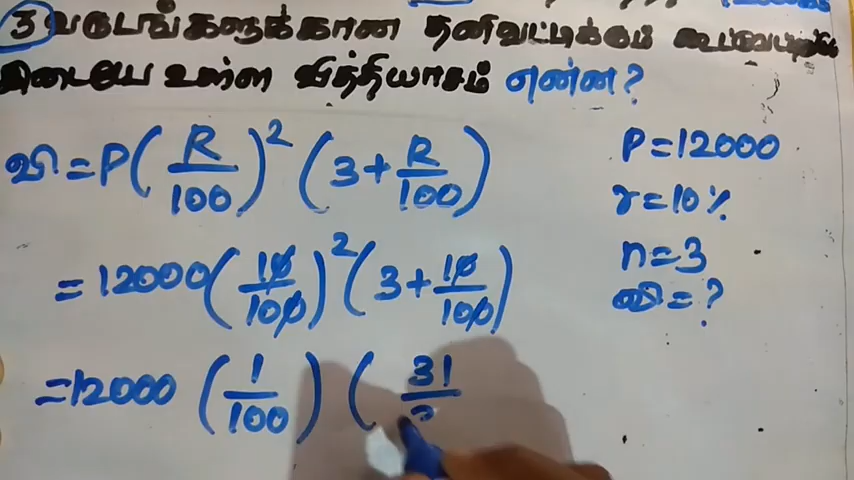 12000
3 வருடங்களுக்கான தனிவட்டிக்கும்
இடையே உள்ள வித்தியாசம் என்ன?
வி = P(R/100)² (3+R/100)
P=12000
r=10%
= 12000(10/100)²(3+10/100)
n=3
வி=?
=12000 (1/100) (31/